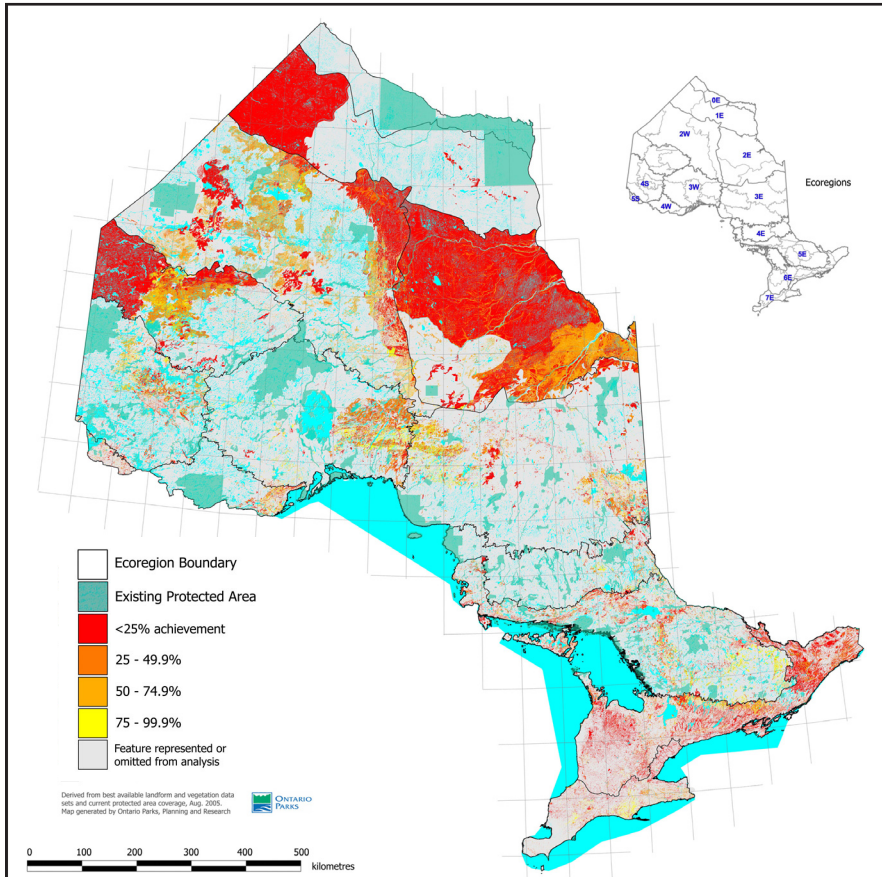 0E
1E
2W
2E
4S
3W
3E
5S
4W
4E
5E
6E
7E
Ecoregions
Ecoregion Boundary
Existing Protected Area
<25% achievement
25 - 49.9%
50 - 74.9%
75 - 99.9%
Feature represented or
omitted from analysis
Derived from best available landform and vegetation data
sets and current protected area coverage, Aug. 2005.
Map generated by Ontario Parks, Planning and Research
ONTARIO
PARKS
0 100 200 300 400 500
kilometres